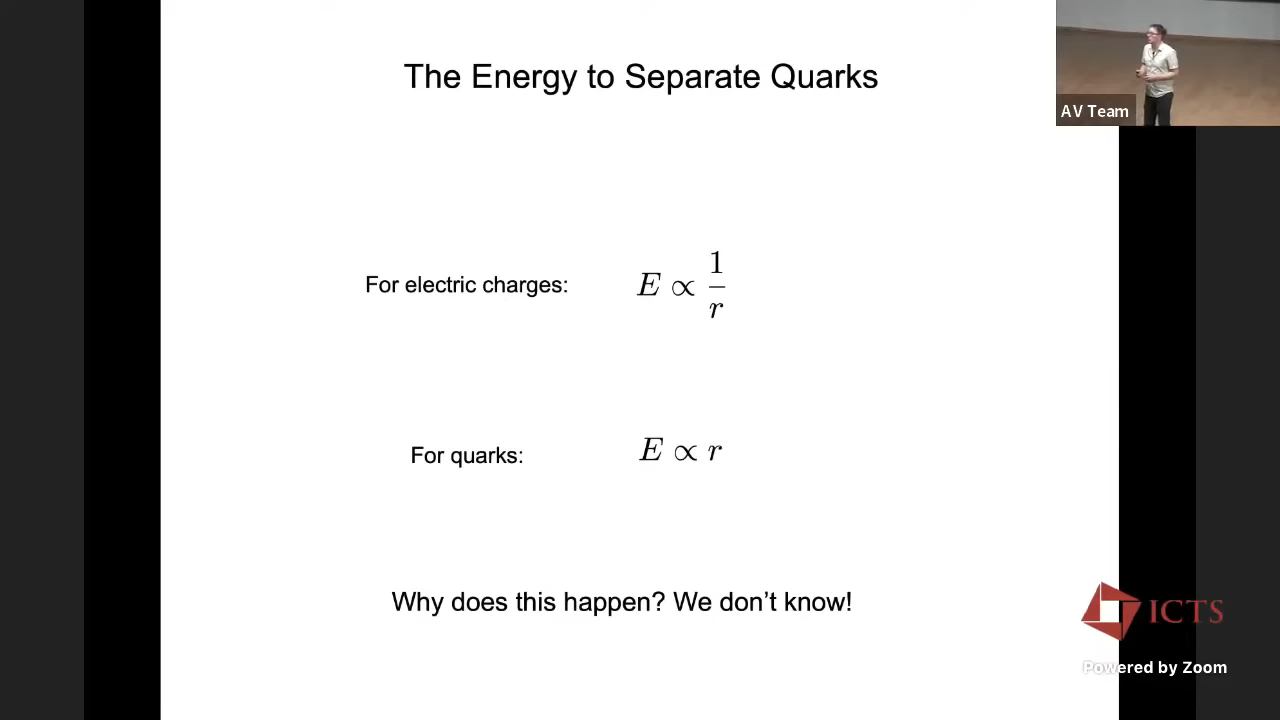 The Energy to Separate Quarks
AV Team
For electric charges: E ∝ 1/r
For quarks: E ∝ r
Why does this happen? We don't know!
ICTS
Powered by Zoom